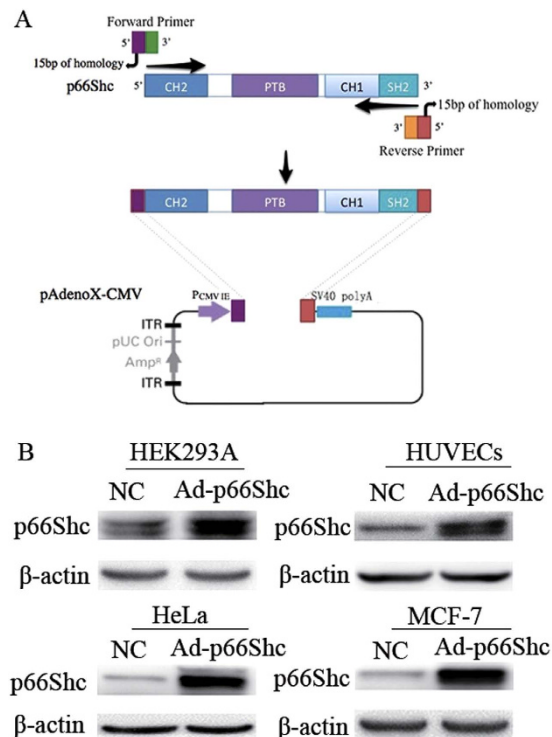 A
Forward Primer
5' 3'
15bp of homology
p66Shc 5' CH2 PTB CH1 SH2 3'
15bp of homology
3' 5'
Reverse Primer
CH2 PTB CH1 SH2
pAdenoX-CMV PCMV IE SV40 polyA
ITR
pUC Ori
AmpR
ITR
B
HEK293A
NC Ad-p66Shc
p66Shc
β-actin
HUVECs
NC Ad-p66Shc
p66Shc
β-actin
HeLa
NC Ad-p66Shc
p66Shc
β-actin
MCF-7
NC Ad-p66Shc
p66Shc
β-actin